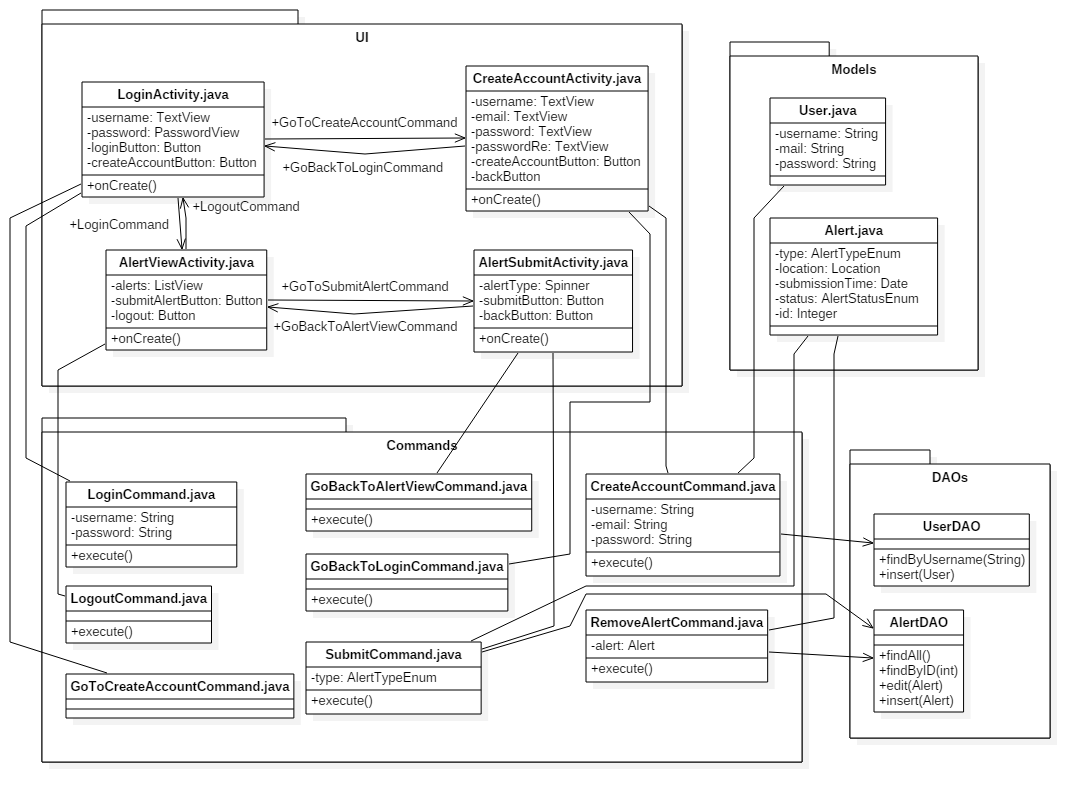 UI
LoginActivity.java
-username: TextView
-password: PasswordView
-loginButton: Button
-createAccountButton: Button
+onCreate()
+GoToCreateAccountCommand
+GoBackToLoginCommand
CreateAccountActivity.java
-username: TextView
-email: TextView
-password: TextView
-passwordRe: TextView
-createAccountButton: Button
-backButton
+onCreate()
+LogoutCommand
+LoginCommand
AlertViewActivity.java
-alerts: ListView
-submitAlertButton: Button
-logout: Button
+onCreate()
+GoToSubmitAlertCommand
+GoBackToAlertViewCommand
AlertSubmitActivity.java
-alertType: Spinner
-submitButton: Button
-backButton: Button
+onCreate()
Models
User.java
-username: String
-mail: String
-password: String
Alert.java
-type: AlertTypeEnum
-location: Location
-submissionTime: Date
-status: AlertStatusEnum
-id: Integer
Commands
LoginCommand.java
-username: String
-password: String
+execute()
LogoutCommand.java
+execute()
GoToCreateAccountCommand.java
GoBackToAlertViewCommand.java
+execute()
GoBackToLoginCommand.java
+execute()
SubmitCommand.java
-type: AlertTypeEnum
+execute()
CreateAccountCommand.java
-username: String
-email: String
-password: String
+execute()
RemoveAlertCommand.java
-alert: Alert
+execute()
DAOs
UserDAO
+findByUsername(String)
+insert(User)
AlertDAO
+findAll()
+findByID(int)
+edit(Alert)
+insert(Alert)